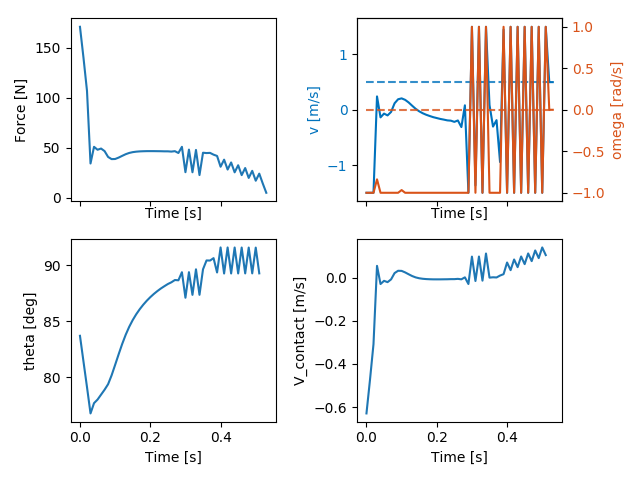 Force [N]
150
100
50
0
Time [s]
v [m/s]
1
0
−1
Time [s]
omega [rad/s]
1.0
0.5
0.0
−0.5
−1.0
theta [deg]
90
85
80
0.0 0.2 0.4
Time [s]
V_contact [m/s]
0.0
−0.2
−0.4
−0.6
0.0 0.2 0.4
Time [s]